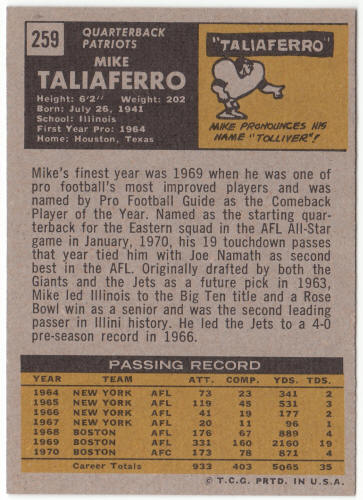 259
QUARTERBACK
PATRIOTS
MIKE
TALIAFERRO
Height: 6'2" Weight: 202
Born: July 26, 1941
School: Illinois
First Year Pro: 1964
Home: Houston, Texas
"TALIAFERRO"
MIKE PRONOUNCES HIS
NAME "TOLLIVER"!
Mike's finest year was 1969 when he was one of
pro football's most improved players and was
named by Pro Football Guide as the Comeback
Player of the Year. Named as the starting quar-
terback for the Eastern squad in the AFL All-Star
game in January, 1970, his 19 touchdown passes
that year tied him with Joe Namath as second
best in the AFL. Originally drafted by both the
Giants and the Jets as a future pick in 1963,
Mike led Illinois to the Big Ten title and a Rose
Bowl win as a senior and was the second leading
passer in Illini history. He led the Jets to a 4-0
pre-season record in 1966.
PASSING RECORD
YEAR TEAM ATT. COMP. YDS. TDS.
1964 NEW YORK AFL 73 23 341 2
1965 NEW YORK AFL 119 45 531 3
1966 NEW YORK AFL 41 19 177 2
1967 NEW YORK AFL 20 11 96 1
1968 BOSTON AFL 176 67 889 4
1969 BOSTON AFL 331 160 2160 19
1970 BOSTON AFC 173 78 871 4
Career Totals 933 403 5065 35
© T.C.G. PRTD. IN U.S.A.